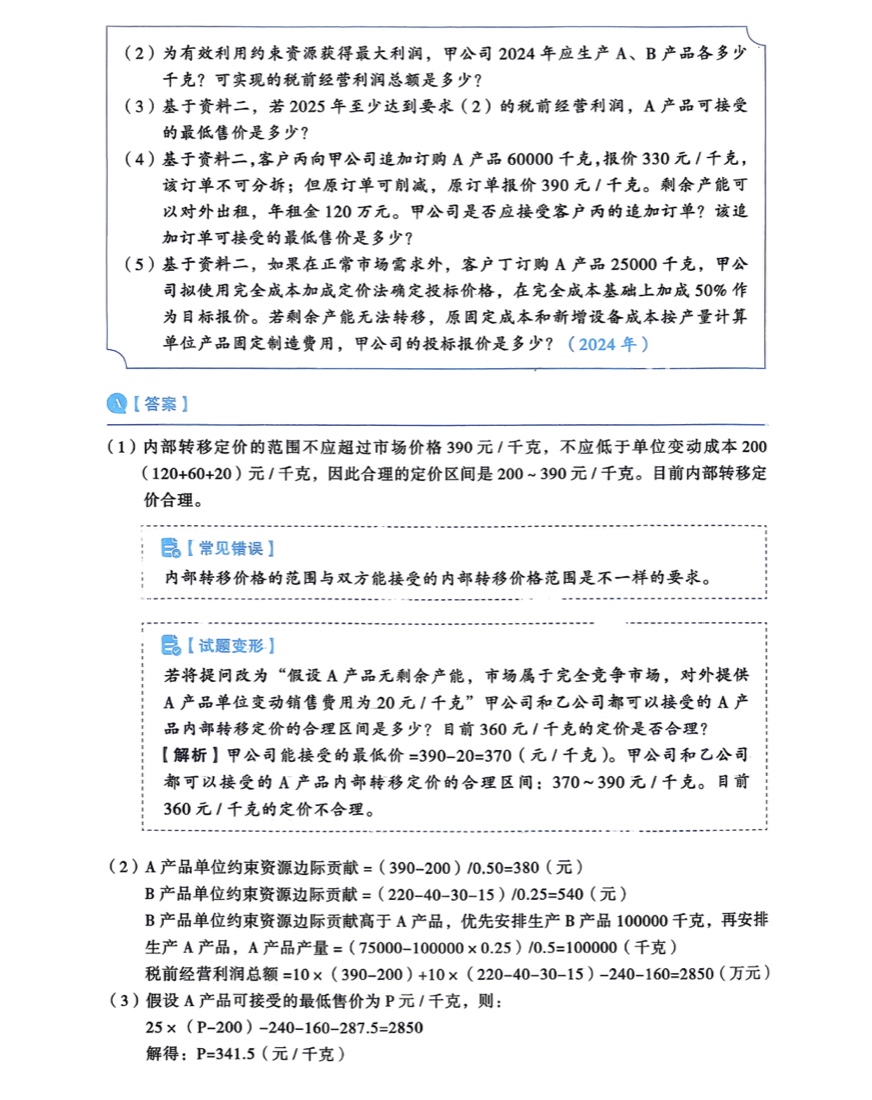 （2）为有效利用约束资源获得最大利润，甲公司 2024 年应生产 A、B 产品各多少
千克？可实现的税前经营利润总额是多少？
（3）基于资料二，若 2025 年至少达到要求（2）的税前经营利润，A 产品可接受
的最低售价是多少？
（4）基于资料二，客户丙向甲公司追加订购 A 产品 60000 千克，报价 330 元 / 千克，
该订单不可分拆；但原订单可削减，原订单报价 390 元 / 千克。剩余产能可
以对外出租，年租金 120 万元。甲公司是否应接受客户丙的追加订单？该追
加订单可接受的最低售价是多少？
（5）基于资料二，如果在正常市场需求外，客户丁订购 A 产品 25000 千克，甲公
司拟使用完全成本加成定价法确定投标价格，在完全成本基础上加成 50% 作
为目标报价。若剩余产能无法转移，原固定成本和新增设备成本按产量计算
单位产品固定制造费用，甲公司的投标报价是多少？（2024 年）
A【答案】
（1）内部转移定价的范围不应超过市场价格 390 元 / 千克，不应低于单位变动成本 200
（120+60+20）元 / 千克，因此合理的定价区间是 200 ~ 390 元 / 千克。目前内部转移定
价合理。
【常见错误】
内部转移价格的范围与双方能接受的内部转移价格范围是不一样的要求。
【试题变形】
若将提问改为“假设 A 产品无剩余产能，市场属于完全竞争市场，对外提供
A 产品单位变动销售费用为 20 元 / 千克”甲公司和乙公司都可以接受的 A 产
品内部转移定价的合理区间是多少？目前 360 元 / 千克的定价是否合理？
【解析】甲公司能接受的最低价 =390-20=370（元 / 千克）。甲公司和乙公司
都可以接受的 A 产品内部转移定价的合理区间：370 ~ 390 元 / 千克。目前
360 元 / 千克的定价不合理。
（2）A 产品单位约束资源边际贡献 =（390-200）/0.50=380（元）
B 产品单位约束资源边际贡献 =（220-40-30-15）/0.25=540（元）
B 产品单位约束资源边际贡献高于 A 产品，优先安排生产 B 产品 100000 千克，再安排
生产 A 产品，A 产品产量 =（75000-100000 × 0.25）/0.5=100000（千克）
税前经营利润总额 =10 ×（390-200）+10 ×（220-40-30-15）-240-160=2850（万元）
（3）假设 A 产品可接受的最低售价为 P 元 / 千克，则：
25 ×（P-200）-240-160-287.5=2850
解得：P=341.5（元 / 千克）